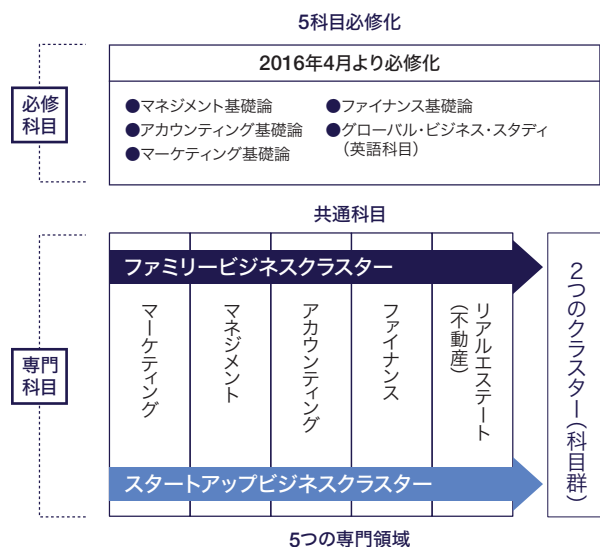 5科目必修化
2016年4月より必修化
必修
科目
●マネジメント基礎論
●アカウンティング基礎論
●マーケティング基礎論
●ファイナンス基礎論
●グローバル・ビジネス・スタディ
(英語科目)
共通科目
専門
科目
ファミリービジネスクラスター
マーケティング
マネジメント
アカウンティング
ファイナンス
リアルエステート
(不動産)
スタートアップビジネスクラスター
2つのクラスター(科目群)
5つの専門領域